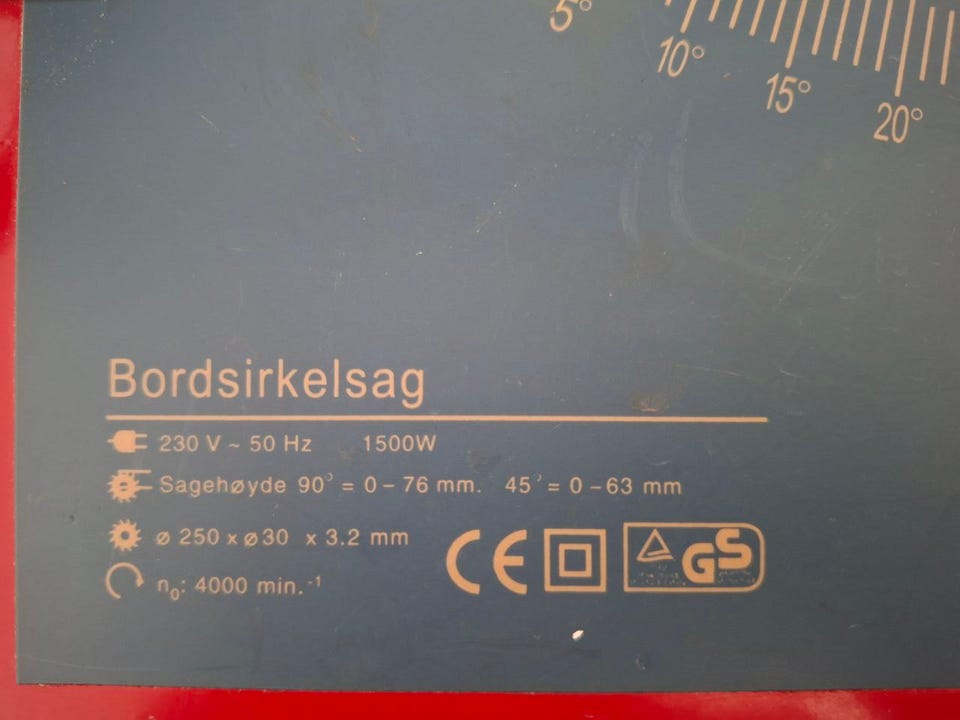 5°
10°
15°
20°
Bordsirkelsag
230 V ~ 50 Hz 1500W
Sagehøyde 90° = 0 – 76 mm. 45° = 0 – 63 mm
ø 250 x ø30 x 3.2 mm
n₀: 4000 min.⁻¹
CE GS